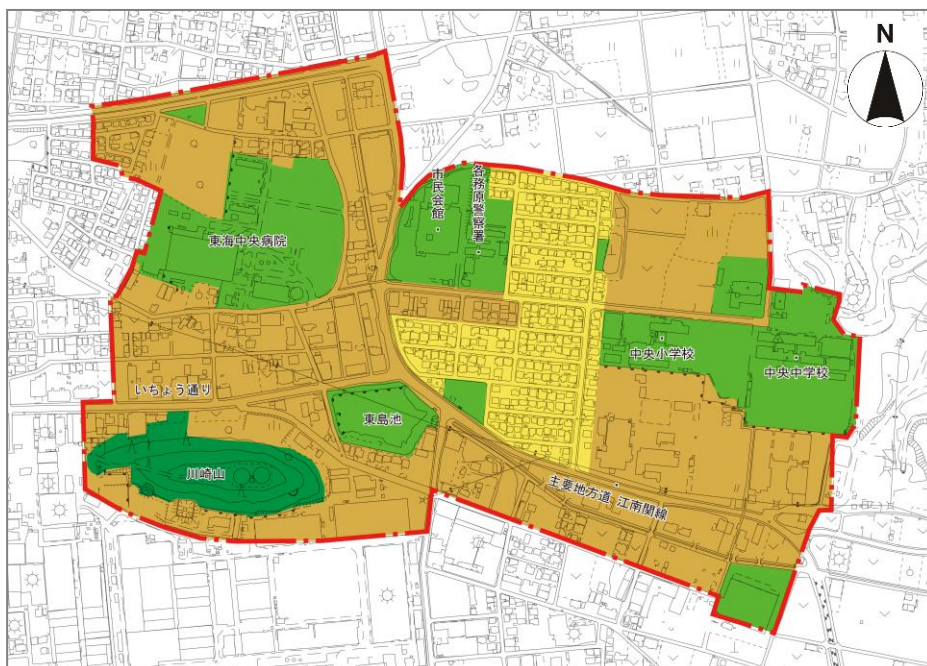 N
市民会館
各務原警察署
東海中央病院
中央小学校
中央中学校
いちょう通り
東島池
川崎山
主要地方道 江南関線